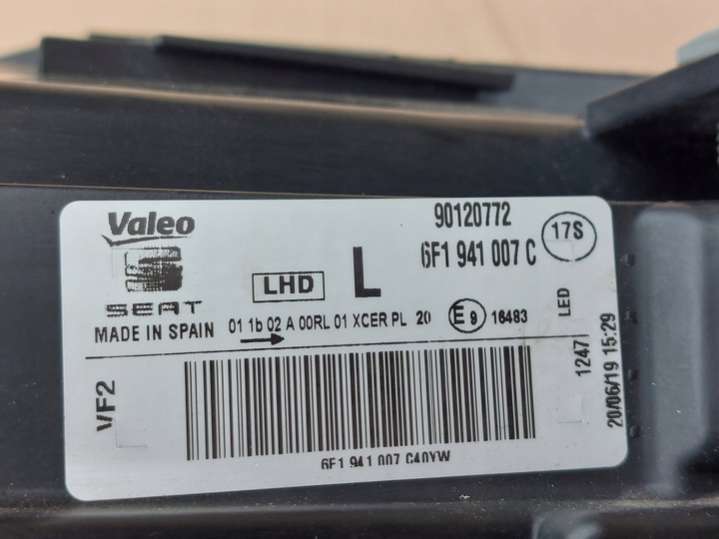 Valeo
SEAT
MADE IN SPAIN
LHD
L
90120772
6F1 941 007 C
17S
01 1b 02 A 00RL 01 XCER PL 20
E 9 16483
LED
1247
20/06/19 15:29
VF2
6F1 941 007 C40YW